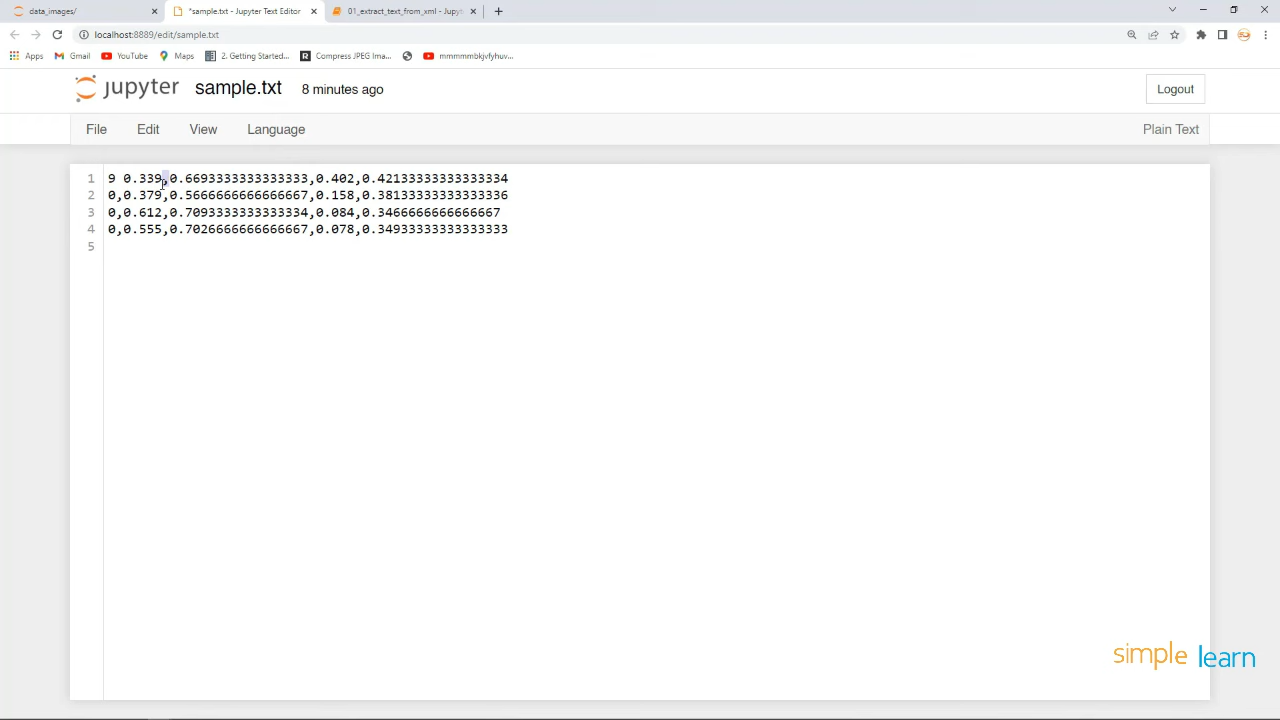 data_images/
*sample.txt - Jupyter Text Editor
01_extract_text_from_xml - Jupyt
localhost:8889/edit/sample.txt
Apps Gmail YouTube Maps 2. Getting Started... Compress JPEG Ima... mmmmmbkjvfyhuv...
jupyter sample.txt 8 minutes ago Logout
File Edit View Language Plain Text
1 9 0.339,0.6693333333333333,0.402,0.42133333333333334
2 0,0.379,0.5666666666666667,0.158,0.38133333333333336
3 0,0.612,0.7093333333333334,0.084,0.3466666666666667
4 0,0.555,0.7026666666666667,0.078,0.34933333333333333
5
simplelearn